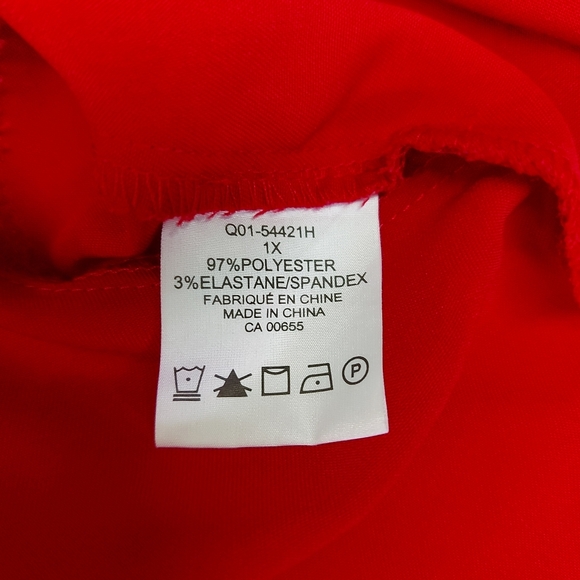 Q01-54421H
1X
97%POLYESTER
3%ELASTANE/SPANDEX
FABRIQUÉ EN CHINE
MADE IN CHINA
CA 00655
P